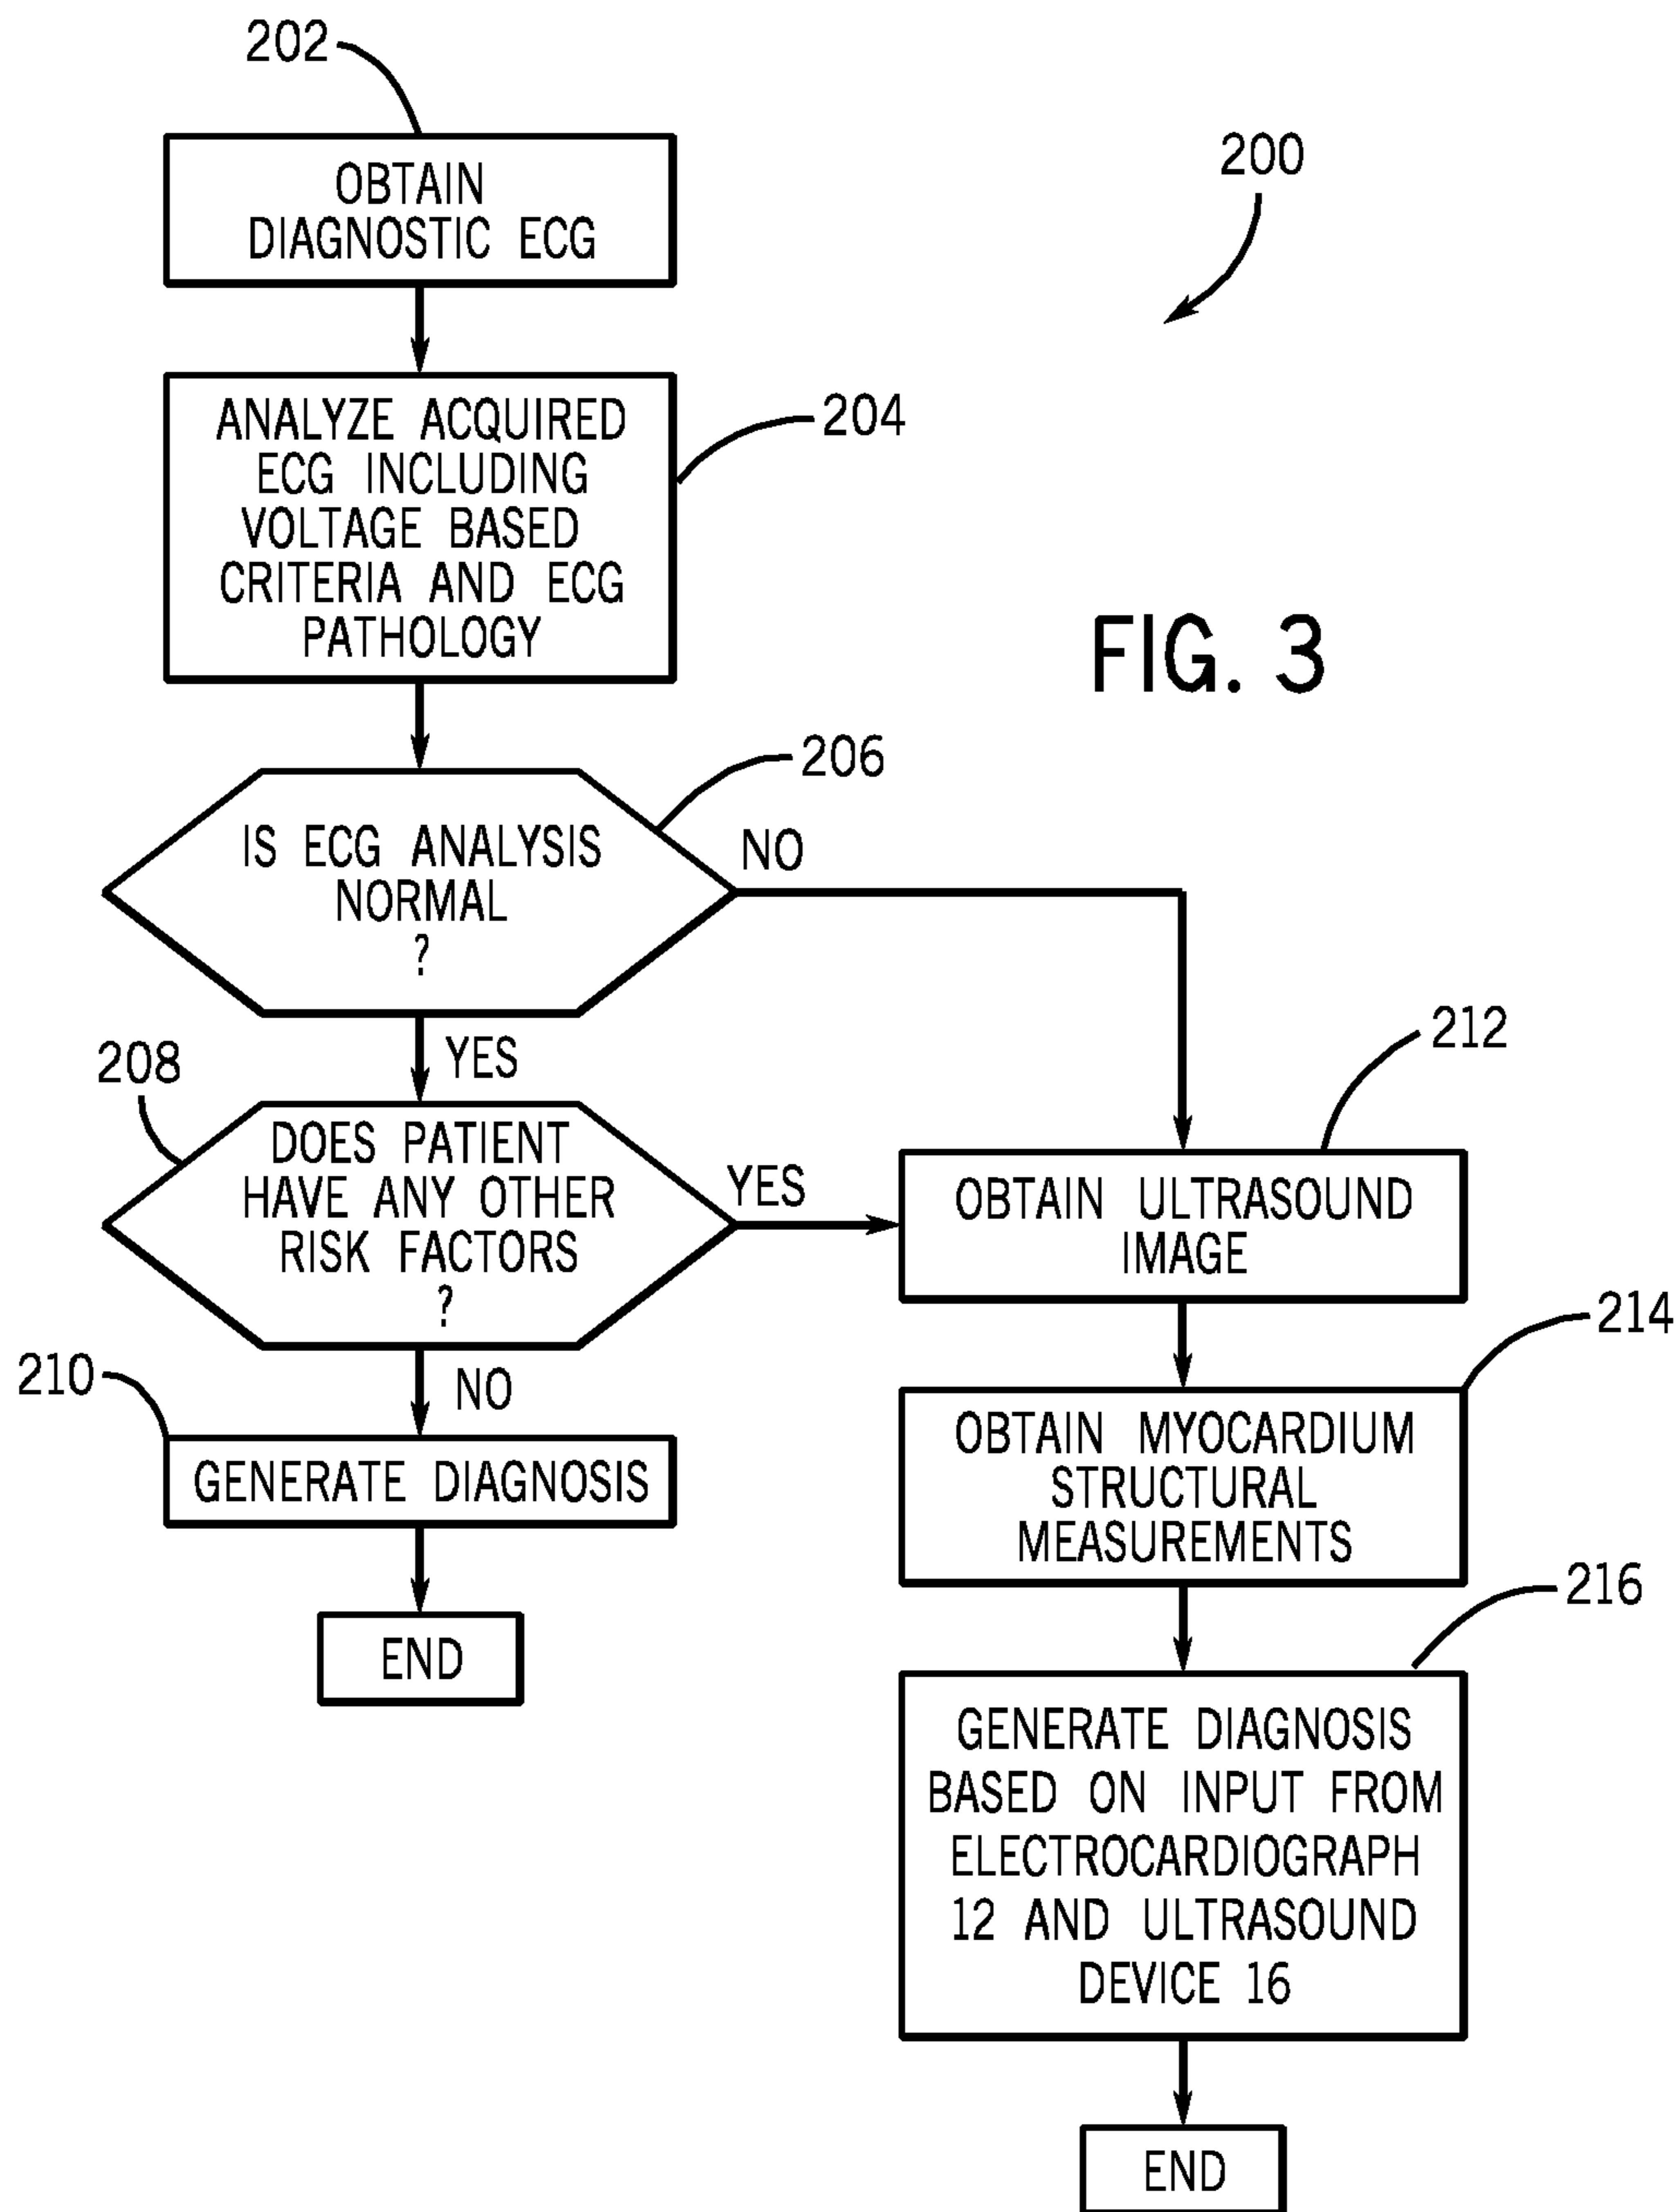 202
OBTAIN
DIAGNOSTIC ECG
200
ANALYZE ACQUIRED
ECG INCLUDING
VOLTAGE BASED
CRITERIA AND ECG
PATHOLOGY
204
FIG. 3
206
IS ECG ANALYSIS
NORMAL
?
NO
YES
208
DOES PATIENT
HAVE ANY OTHER
RISK FACTORS
?
YES
NO
210
GENERATE DIAGNOSIS
END
212
OBTAIN ULTRASOUND
IMAGE
214
OBTAIN MYOCARDIUM
STRUCTURAL
MEASUREMENTS
216
GENERATE DIAGNOSIS
BASED ON INPUT FROM
ELECTROCARDIOGRAPH
12 AND ULTRASOUND
DEVICE 16
END